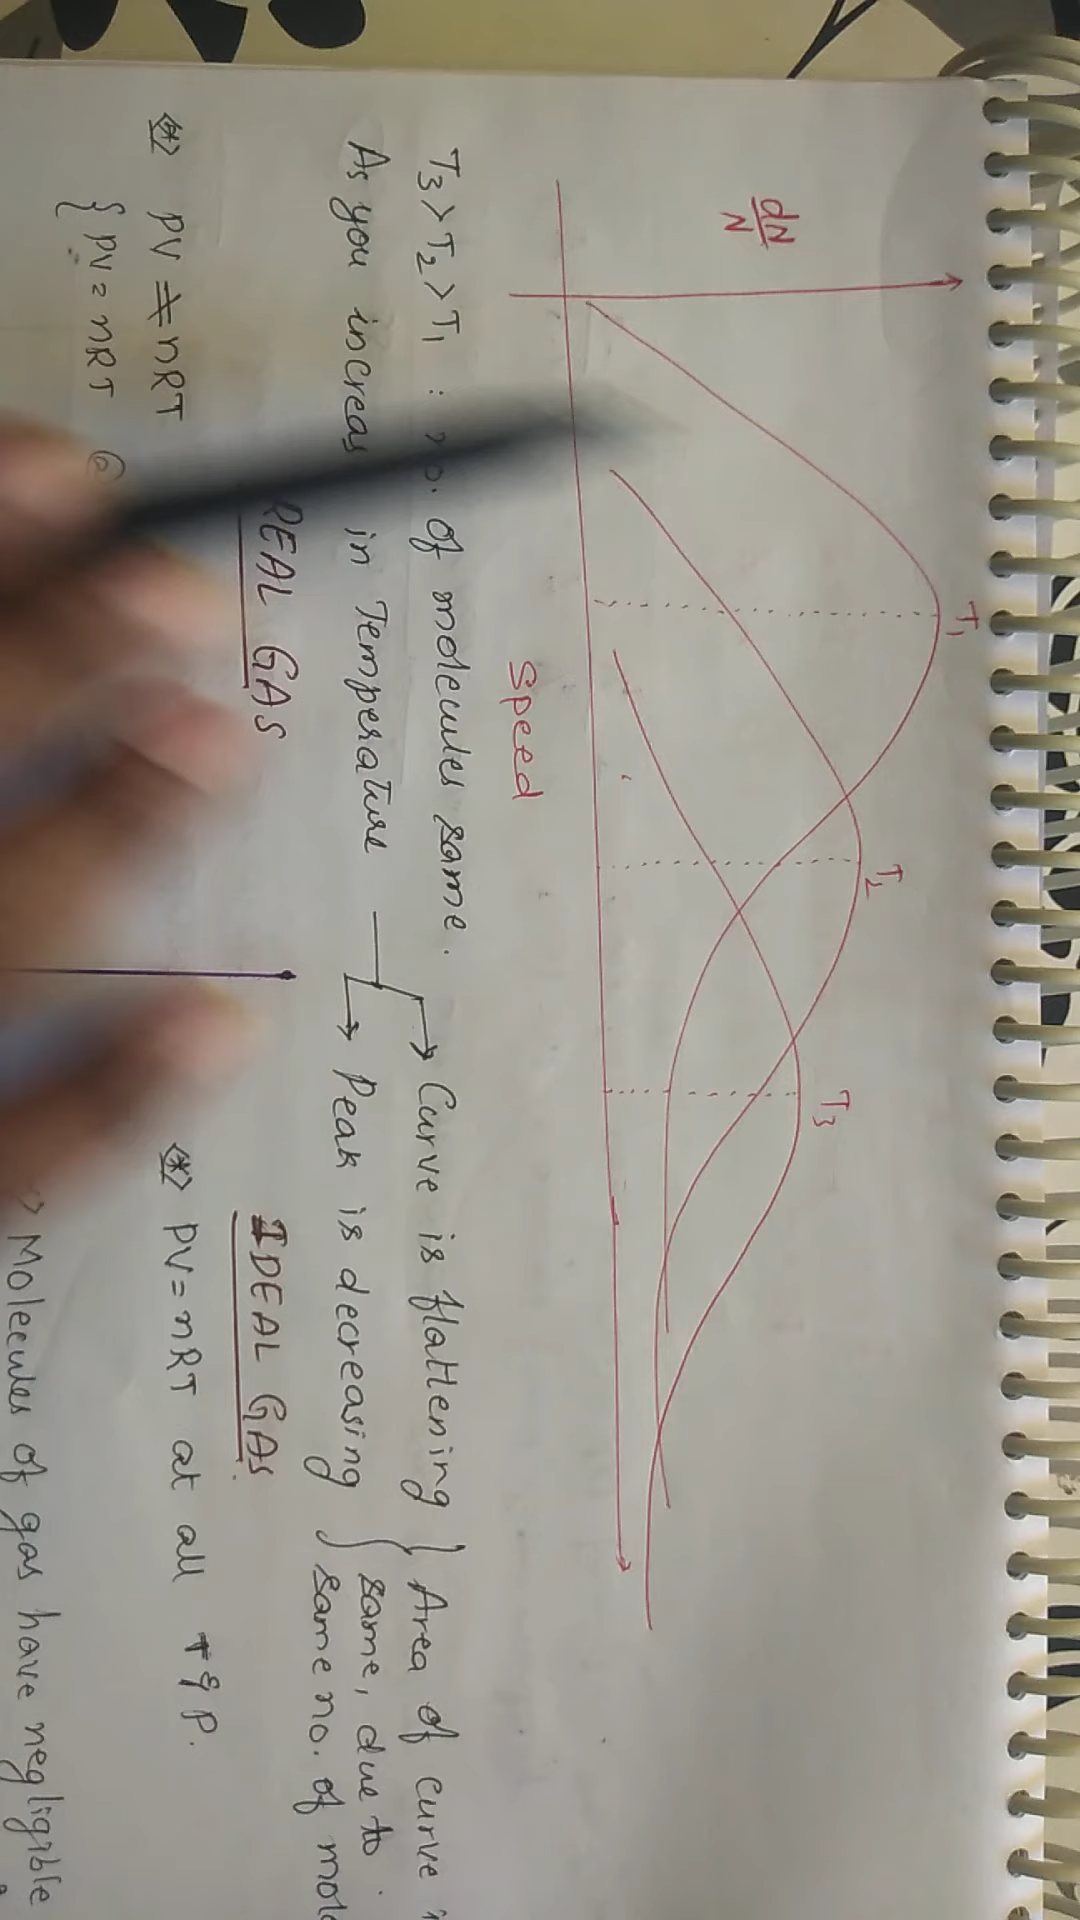 dN
N
T1
T2
T3
Speed
T3 > T2 > T1 : no. of molecules same.
As you increas in Temperature
→ Curve is flattening
→ Peak is decreasing
Area of curve
same, due to
same no. of
REAL GAS
IDEAL GAS
PV ≠ nRT
{ PV = nRT @
PV = nRT at all T & P.
> Molecules of gas have negligible